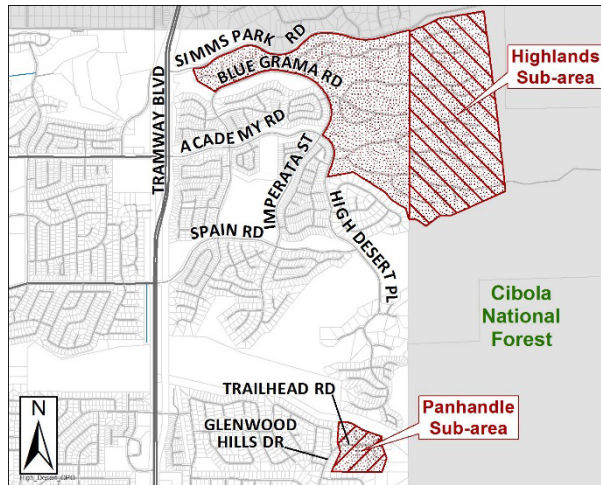 SIMMS PARK RD
BLUE GRAMA RD
Highlands
Sub-area
TRAMWAY BLVD
ACADEMY RD
IMPERATA ST
HIGH DESERT PL
SPAIN RD
Cibola
National
Forest
TRAILHEAD RD
Panhandle
Sub-area
GLENWOOD
HILLS DR
N
High_Desert_CPO